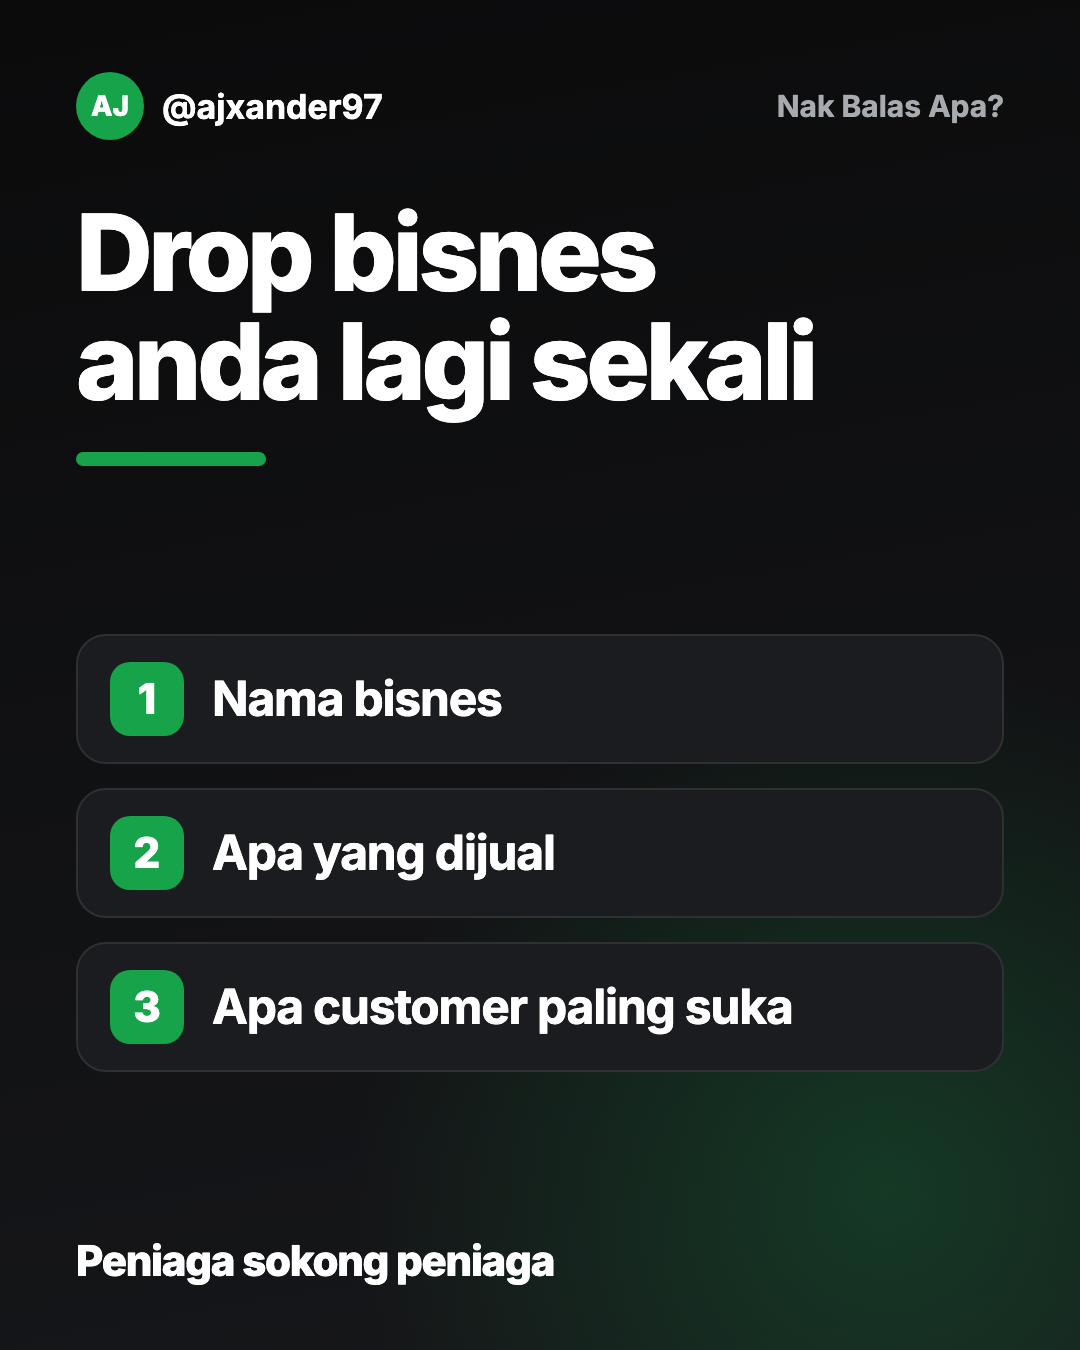 AJ @ajxander97
Nak Balas Apa?
Drop bisnes
anda lagi sekali
1 Nama bisnes
2 Apa yang dijual
3 Apa customer paling suka
Peniaga sokong peniaga